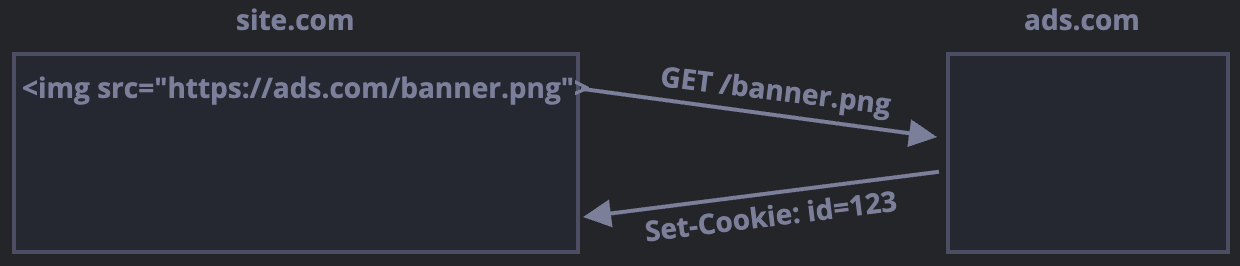 site.com
ads.com
<img src="https://ads.com/banner.png">
GET /banner.png
Set-Cookie: id=123